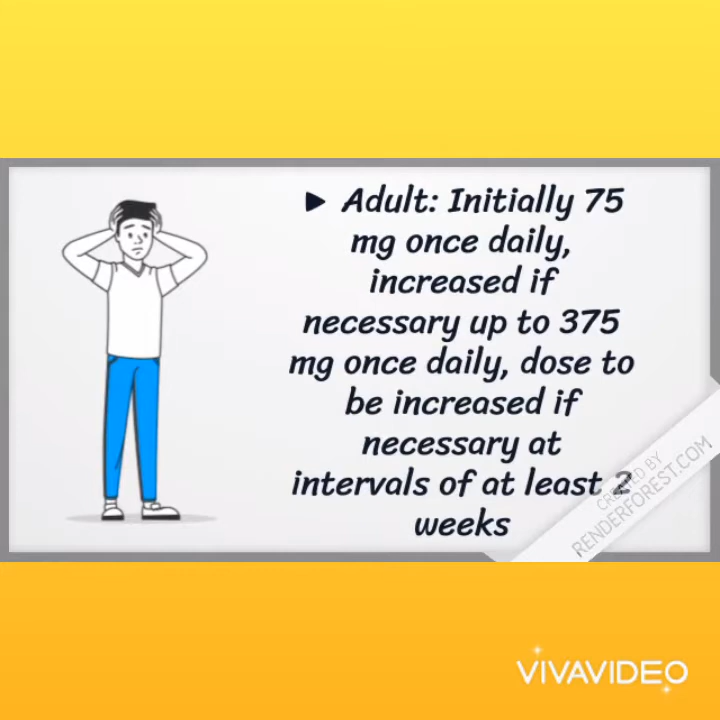 ► Adult: Initially 75
mg once daily,
increased if
necessary up to 375
mg once daily, dose to
be increased if
necessary at
intervals of at least 2
weeks
CREATED BY
RENDERFOREST.COM
VIVAVIDEO